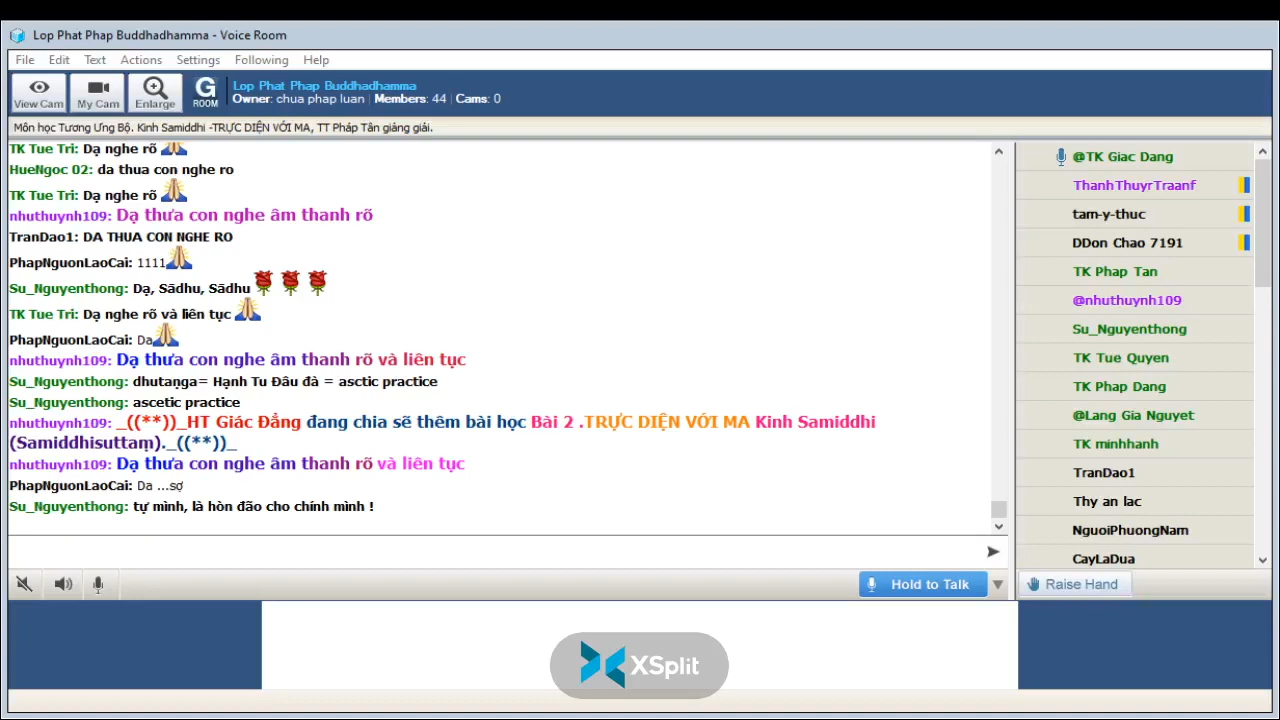 Lop Phat Phap Buddhadhamma - Voice Room
File Edit Text Actions Settings Following Help
View Cam My Cam Enlarge G ROOM
Lop Phat Phap Buddhadhamma
Owner: chua phap luan | Members: 44 | Cams: 0
Môn học Tương Ưng Bộ. Kinh Samiddhi -TRỰC DIỆN VỚI MA, TT Pháp Tân giảng giải.
TK Tue Tri: Dạ nghe rõ
HueNgoc 02: da thua con nghe ro
TK Tue Tri: Dạ nghe rõ
nhuthuynh109: Dạ thưa con nghe âm thanh rõ
TranDao1: DA THUA CON NGHE RO
PhapNguonLaoCai: 1111
Su_Nguyenthong: Dạ, Sādhu, Sādhu
TK Tue Tri: Dạ nghe rõ và liên tục
PhapNguonLaoCai: Da
nhuthuynh109: Dạ thưa con nghe âm thanh rõ và liên tục
Su_Nguyenthong: dhutaṇga= Hạnh Tu Đâu đà = asctic practice
Su_Nguyenthong: ascetic practice
nhuthuynh109: _((**))_HT Giác Đẳng đang chia sẽ thêm bài học Bài 2 .TRỰC DIỆN VỚI MA Kinh Samiddhi
(Samiddhisuttaṃ)._((**))_
nhuthuynh109: Dạ thưa con nghe âm thanh rõ và liên tục
PhapNguonLaoCai: Da ...sợ
Su_Nguyenthong: tự mình, là hòn đão cho chính mình !
@TK Giac Dang
ThanhThuyrTraanf
tam-y-thuc
DDon Chao 7191
TK Phap Tan
@nhuthuynh109
Su_Nguyenthong
TK Tue Quyen
TK Phap Dang
@Lang Gia Nguyet
TK minhhanh
TranDao1
Thy an lac
NguoiPhuongNam
CayLaDua
Hold to Talk
Raise Hand
XSplit